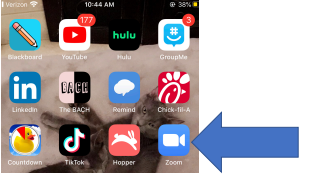 Verizon 10:44 AM 38%
177 3
hulu
Blackboard YouTube Hulu GroupMe
in BACH
LinkedIn The BACH Remind Chick-fil-A
Countdown TikTok Hopper Zoom